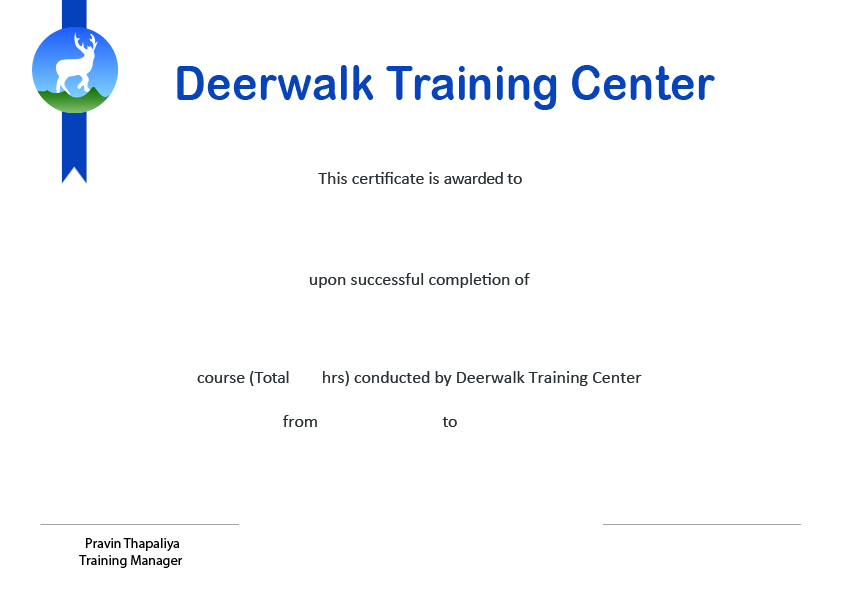 Deerwalk Training Center
This certificate is awarded to
upon successful completion of
course (Total hrs) conducted by Deerwalk Training Center
from to
Pravin Thapaliya
Training Manager